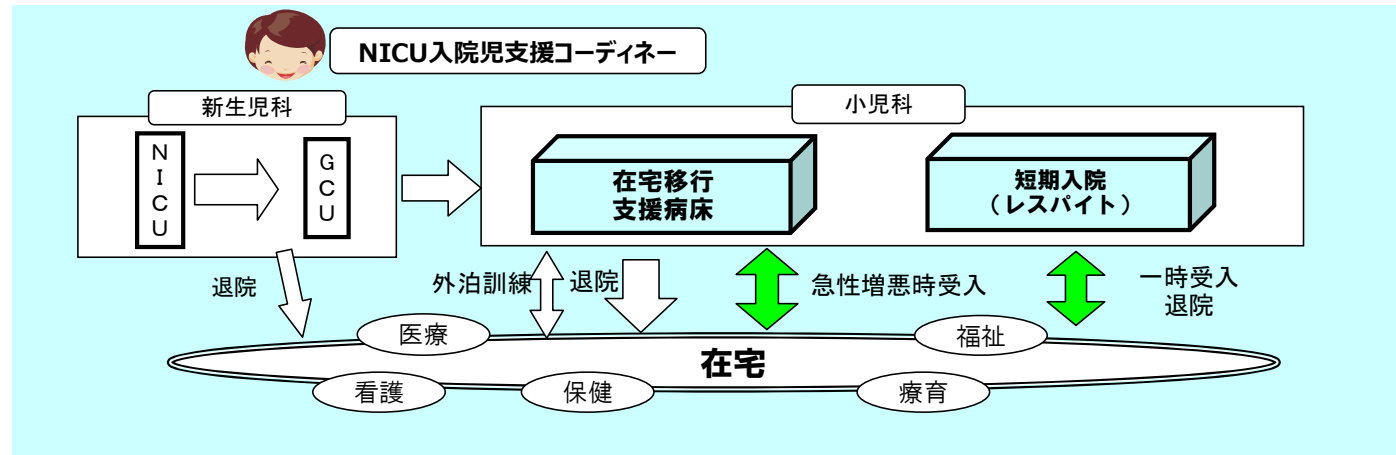 NICU入院児支援コーディネー
新生児科
小児科
NICU
GCU
在宅移行
支援病床
短期入院
（レスパイト）
退院
外泊訓練
退院
急性増悪時受入
一時受入
退院
医療
福祉
在宅
看護
保健
療育